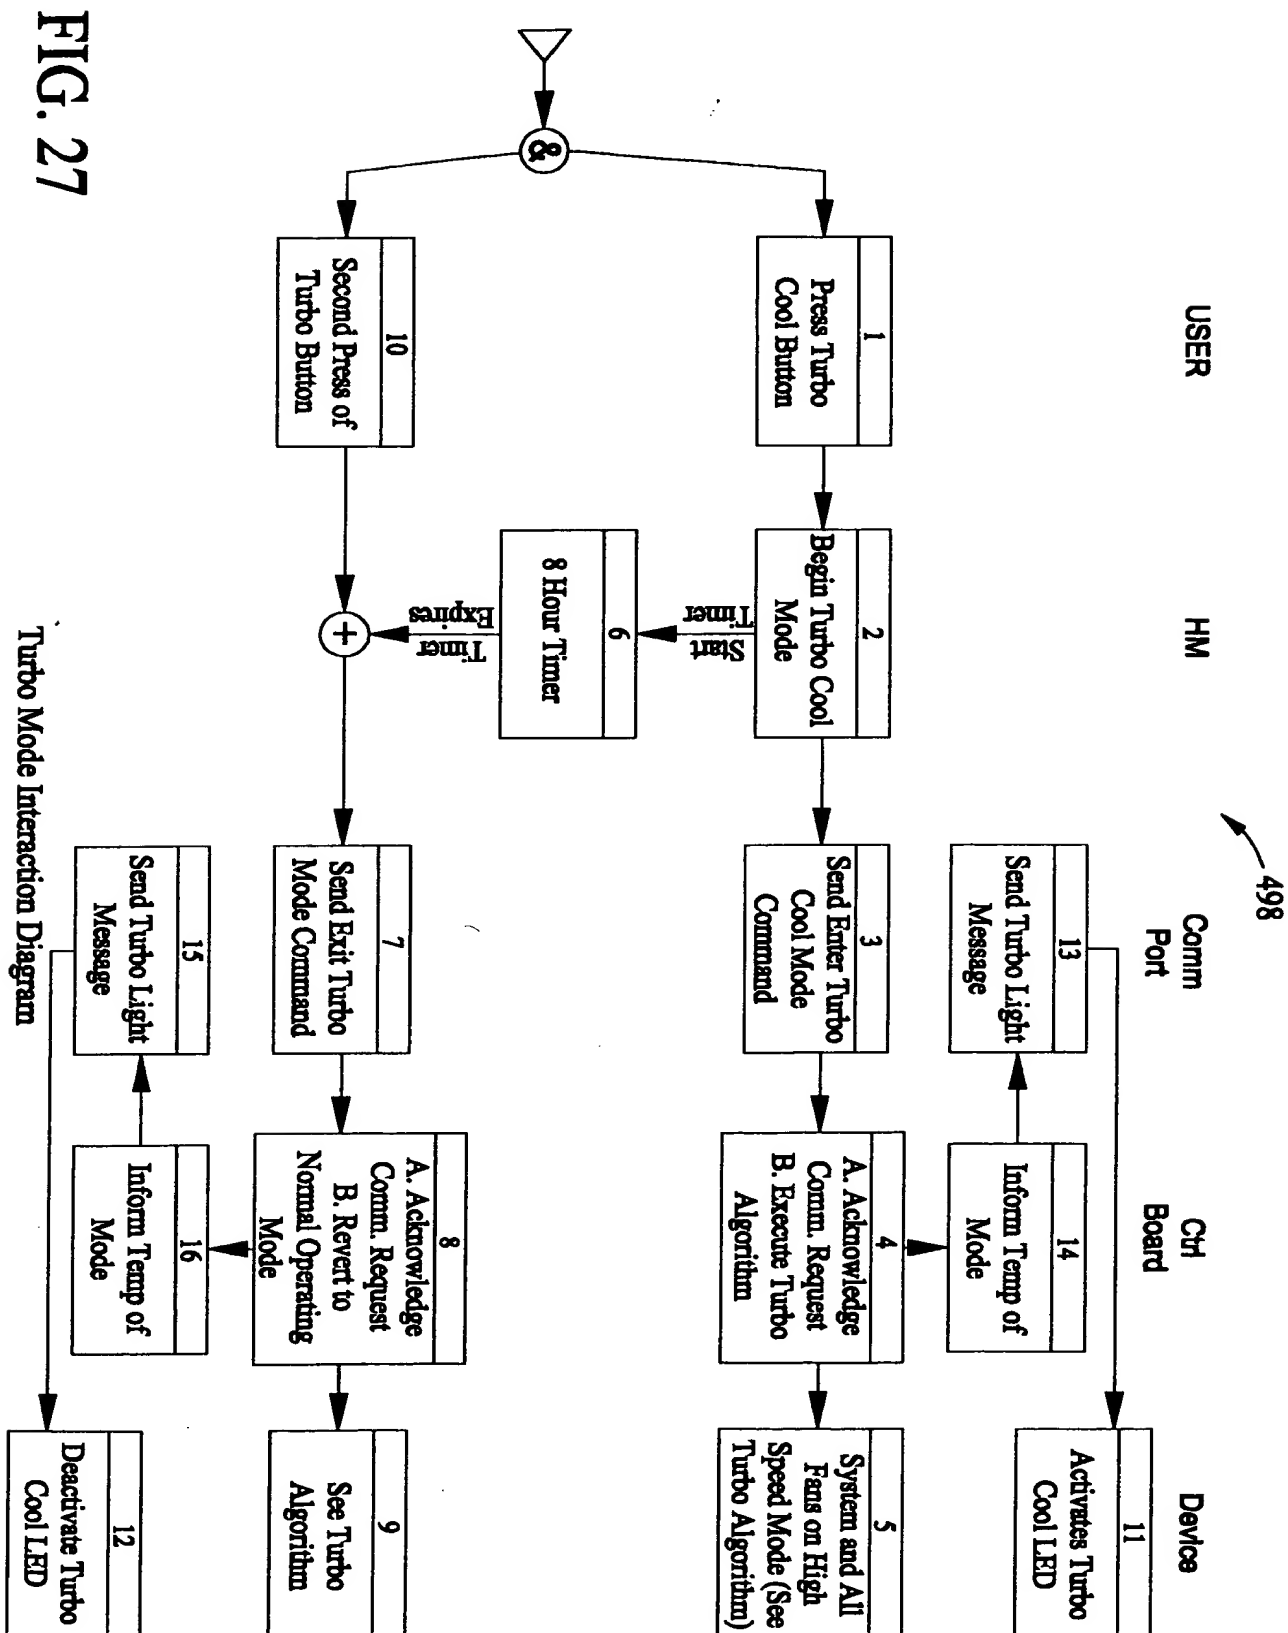 498
USER
HM
Comm
Port
Ctrl
Board
Device
13
Send Turbo Light
Message
14
Inform Temp of
Mode
11
Activates Turbo
Cool LED
1
Press Turbo
Cool Button
2
Begin Turbo Cool
Mode
3
Send Enter Turbo
Cool Mode
Command
4
A. Acknowledge
Comm. Request
B. Execute Turbo
Algorithm
5
System and All
Fans on High
Speed Mode (See
Turbo Algorithm)
Start
Timer
6
8 Hour Timer
Timer
Expires
&
+
10
Second Press of
Turbo Button
7
Send Exit Turbo
Mode Command
8
A. Acknowledge
Comm. Request
B. Revert to
Normal Operating
Mode
9
See Turbo
Algorithm
15
Send Turbo Light
Message
16
Inform Temp of
Mode
12
Deactivate Turbo
Cool LED
Turbo Mode Interaction Diagram
FIG. 27